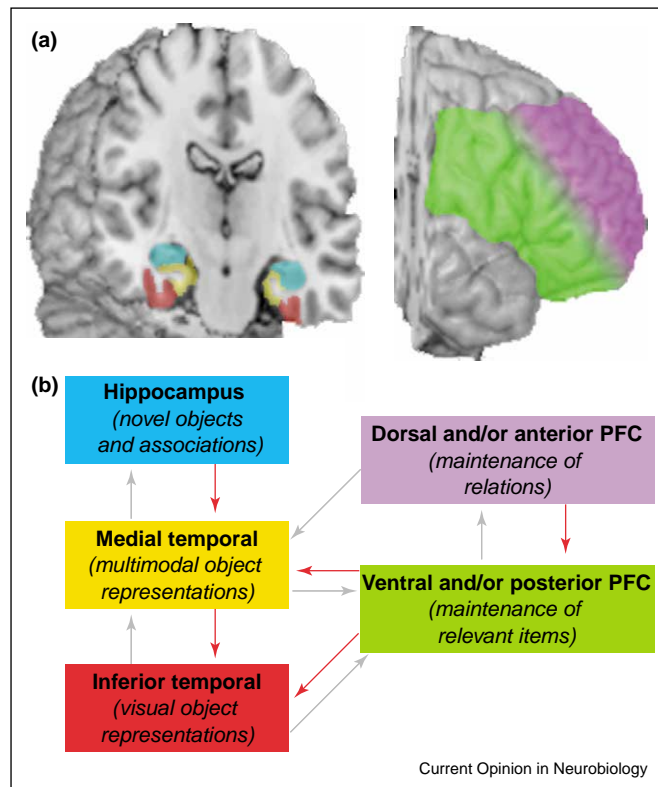 (a)
(b)
Hippocampus
(novel objects
and associations)
Dorsal and/or anterior PFC
(maintenance of
relations)
Medial temporal
(multimodal object
representations)
Ventral and/or posterior PFC
(maintenance of
relevant items)
Inferior temporal
(visual object
representations)
Current Opinion in Neurobiology